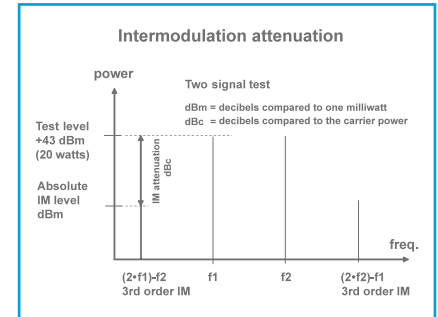 Intermodulation attenuation
power
Two signal test
dBm = decibels compared to one milliwatt
dBc = decibels compared to the carrier power
Test level
+43 dBm
(20 watts)
IM attenuation
dBc
Absolute
IM level
dBm
freq.
(2•f1)-f2
3rd order IM
f1
f2
(2•f2)-f1
3rd order IM